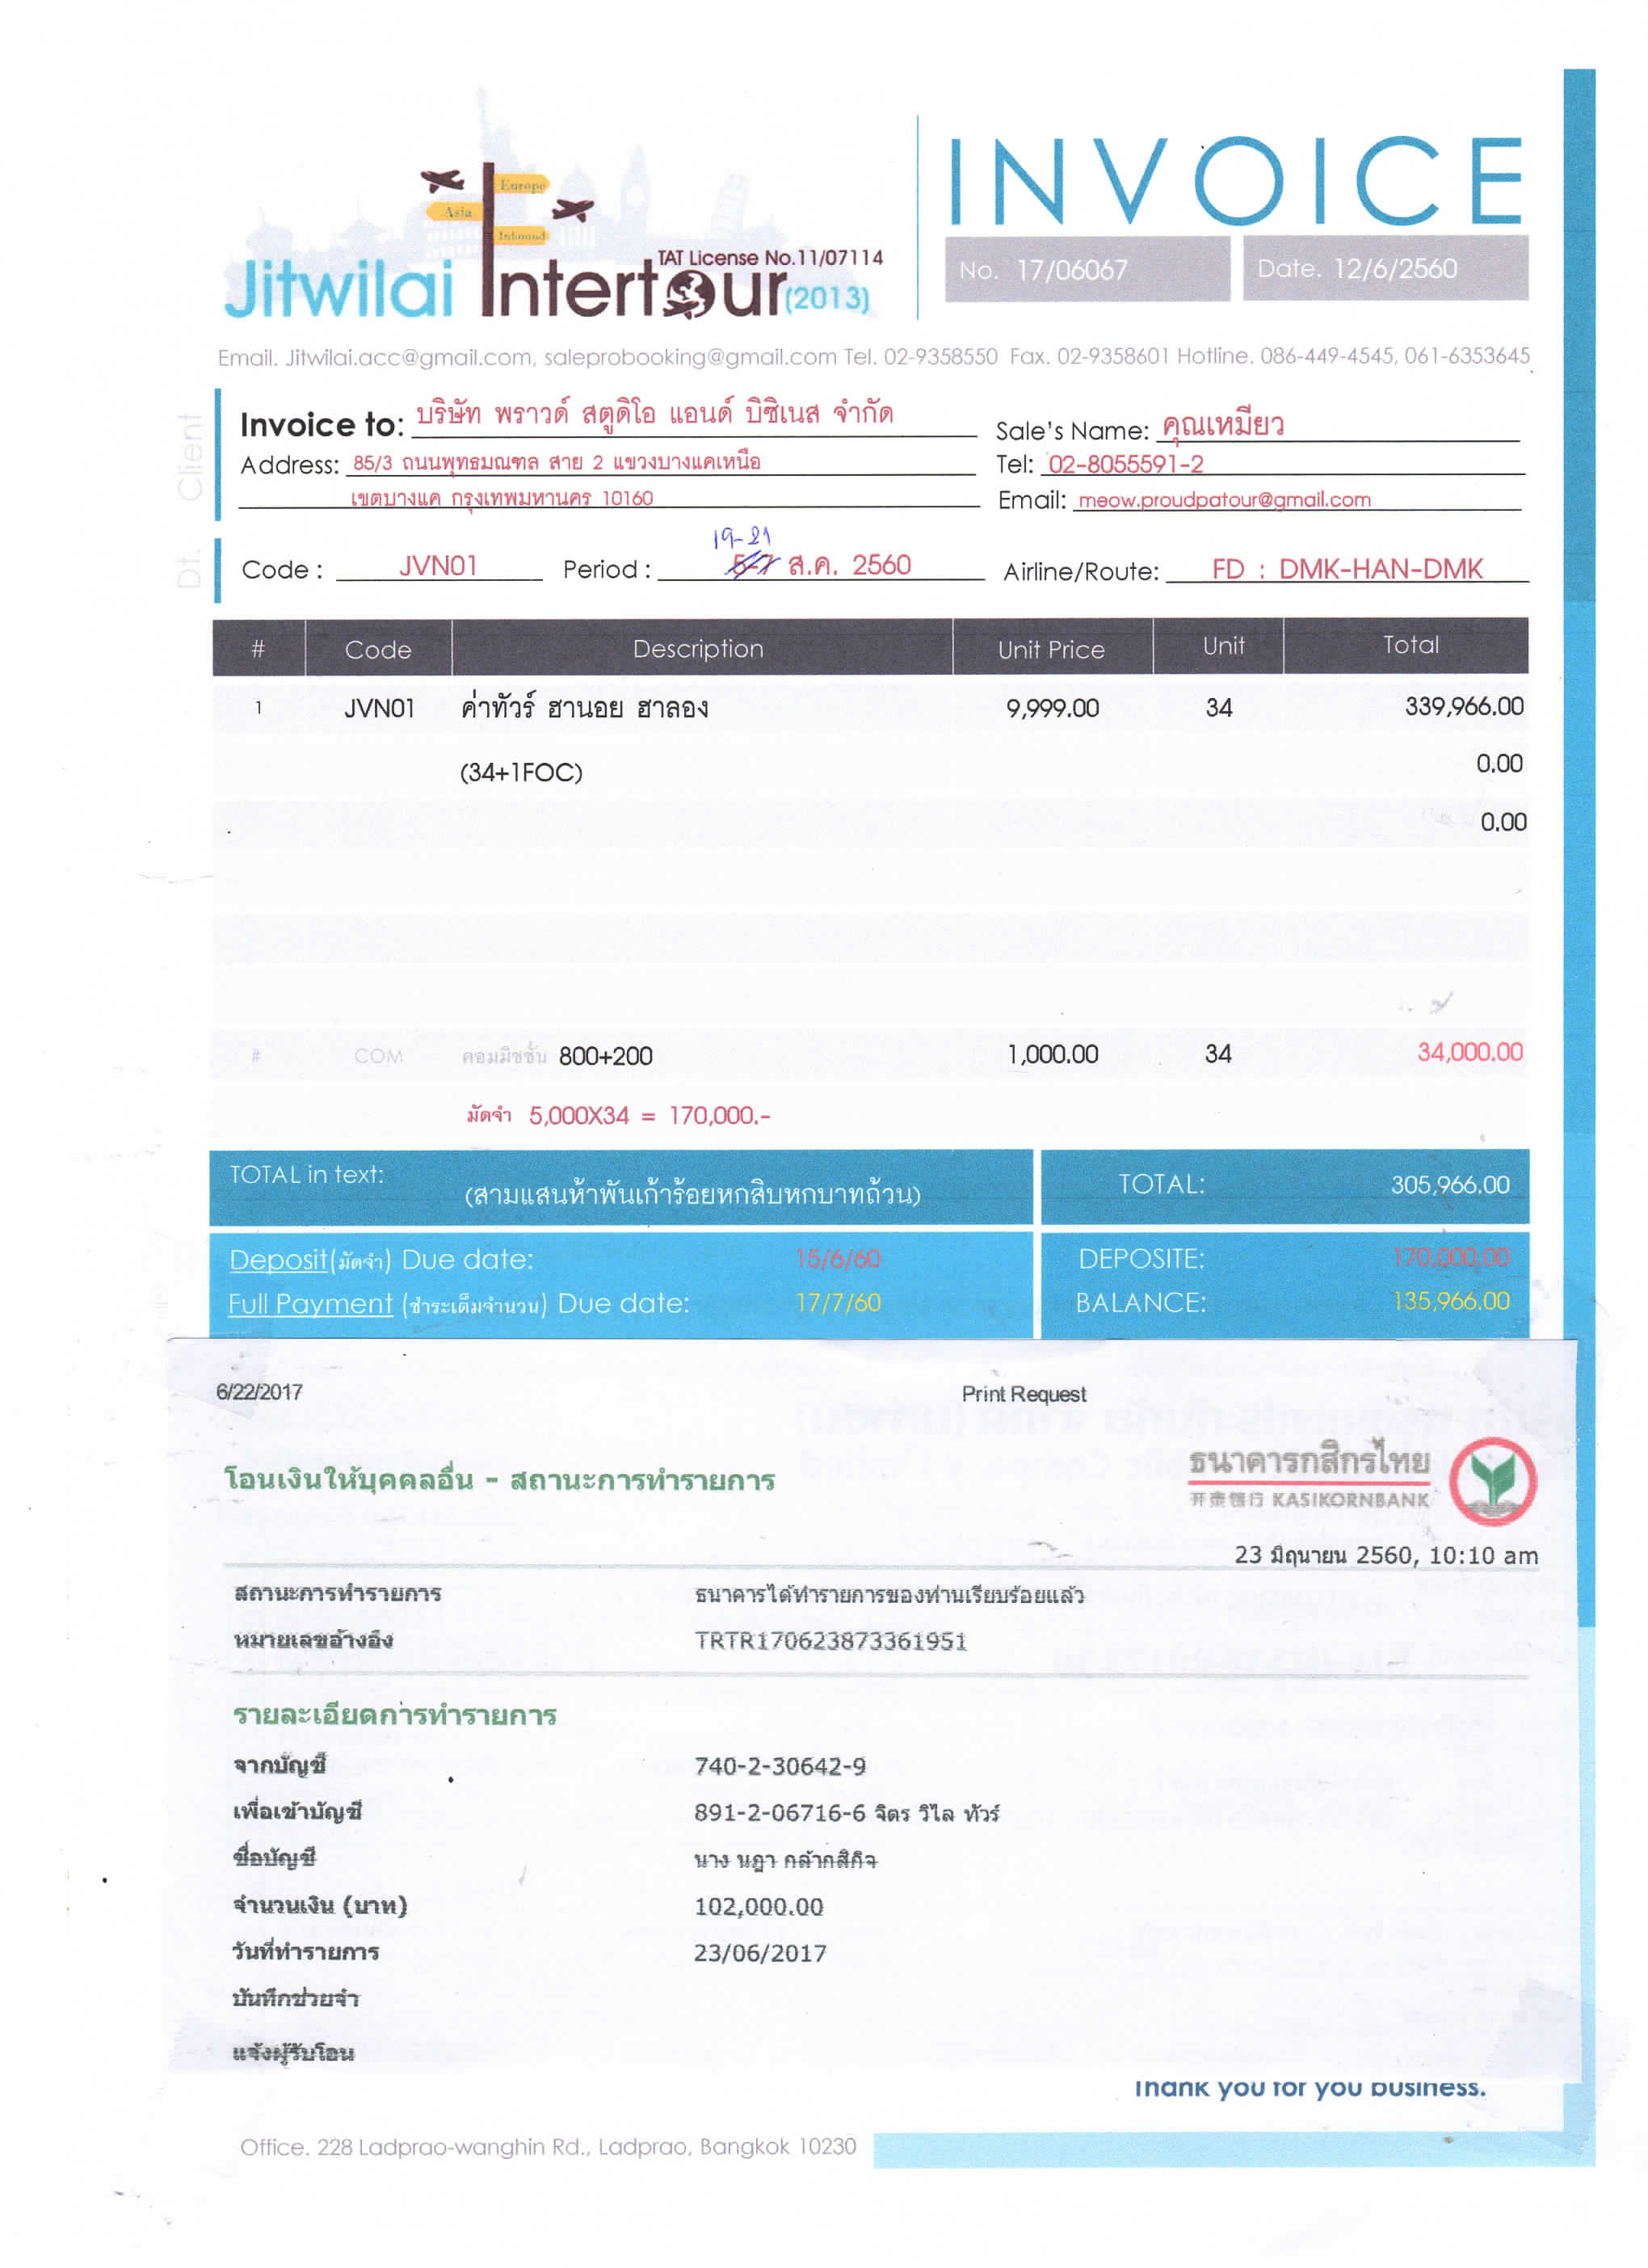 Europe
Asia
Inbound
TAT License No.11/07114
Jitwilai Intertour(2013)
INVOICE
No. 17/06067
Date. 12/6/2560
Email. Jitwilai.acc@gmail.com, saleprobooking@gmail.com Tel. 02-9358550 Fax. 02-9358601 Hotline. 086-449-4545, 061-6353645
Dt. Client
Invoice to: บริษัท พราวด์ สตูดิโอ แอนด์ บิซิเนส จำกัด
Sale's Name: คุณเหมียว
Address: 85/3 ถนนพุทธมณฑล สาย 2 แขวงบางแคเหนือ
Tel: 02-8055591-2
เขตบางแค กรุงเทพมหานคร 10160
Email: meow.proudpatour@gmail.com
19-21
Code : JVN01 Period : 5-7 ส.ค. 2560 Airline/Route: FD : DMK-HAN-DMK
# Code Description Unit Price Unit Total
1 JVN01 ค่าทัวร์ ฮานอย ฮาลอง 9,999.00 34 339,966.00
(34+1FOC) 0.00
0.00
# COM คอมมิชชั่น 800+200 1,000.00 34 34,000.00
มัดจำ 5,000X34 = 170,000.-
TOTAL in text: (สามแสนห้าพันเก้าร้อยหกสิบหกบาทถ้วน) TOTAL: 305,966.00
Deposit(มัดจำ) Due date: 15/6/60 DEPOSITE: 170,000.00
Full Payment (ชำระเต็มจำนวน) Due date: 17/7/60 BALANCE: 135,966.00
6/22/2017 Print Request
โอนเงินให้บุคคลอื่น - สถานะการทำรายการ
ธนาคารกสิกรไทย
开泰银行 KASIKORNBANK
23 มิถุนายน 2560, 10:10 am
สถานะการทำรายการ ธนาคารได้ทำรายการของท่านเรียบร้อยแล้ว
หมายเลขอ้างอิง TRTR170623873361951
รายละเอียดการทำรายการ
จากบัญชี 740-2-30642-9
เพื่อเข้าบัญชี 891-2-06716-6 จิตร วิไล ทัวร์
ชื่อบัญชี นาง นฎา กล้ากสิกิจ
จำนวนเงิน (บาท) 102,000.00
วันที่ทำรายการ 23/06/2017
บันทึกช่วยจำ
แจ้งผู้รับโอน
Thank you for you business.
Office. 228 Ladprao-wanghin Rd., Ladprao, Bangkok 10230